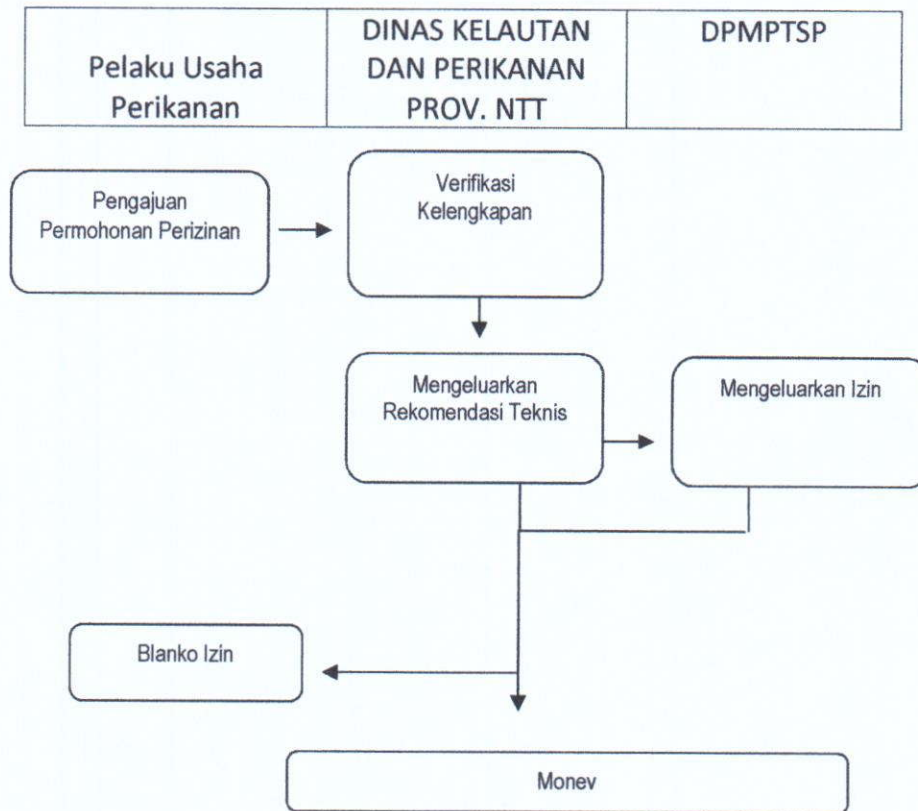 Pelaku Usaha
Perikanan
DINAS KELAUTAN
DAN PERIKANAN
PROV. NTT
DPMPTSP
Pengajuan
Permohonan Perizinan
Verifikasi
Kelengkapan
Mengeluarkan
Rekomendasi Teknis
Mengeluarkan Izin
Blanko Izin
Monev